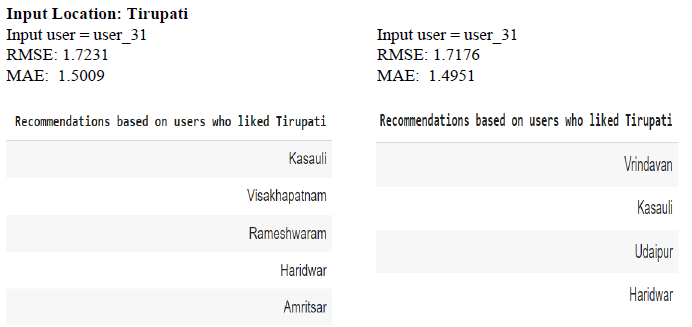 Input Location: Tirupati
Input user = user_31
RMSE: 1.7231
MAE:  1.5009
Recommendations based on users who liked Tirupati
Kasauli
Visakhapatnam
Rameshwaram
Haridwar
Amritsar
Input user = user_31
RMSE: 1.7176
MAE:  1.4951
Recommendations based on users who liked Tirupati
Vrindavan
Kasauli
Udaipur
Haridwar